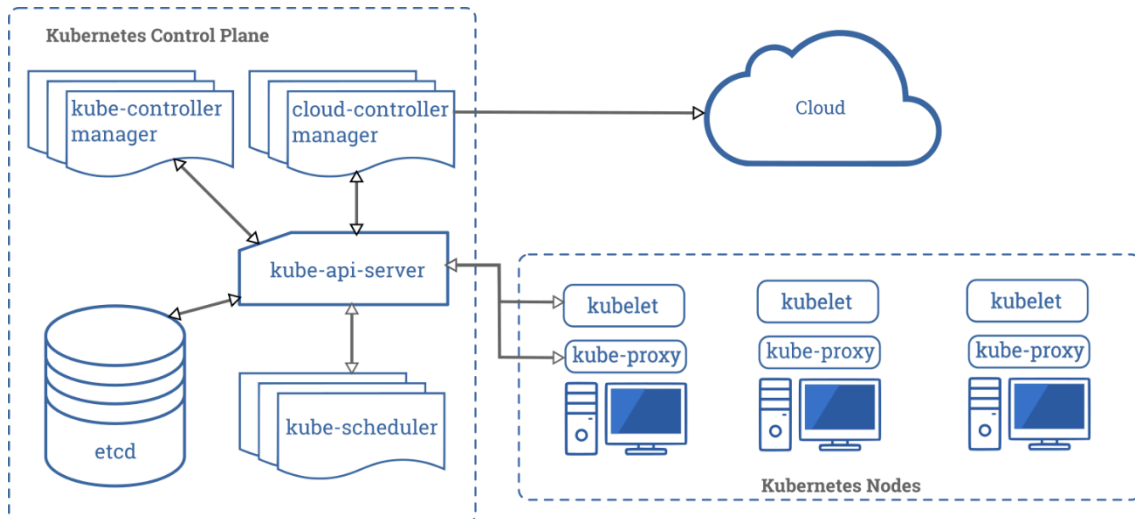 Kubernetes Control Plane
kube-controller
manager
cloud-controller
manager
Cloud
kube-api-server
kubelet
kubelet
kubelet
kube-proxy
kube-proxy
kube-proxy
etcd
kube-scheduler
Kubernetes Nodes